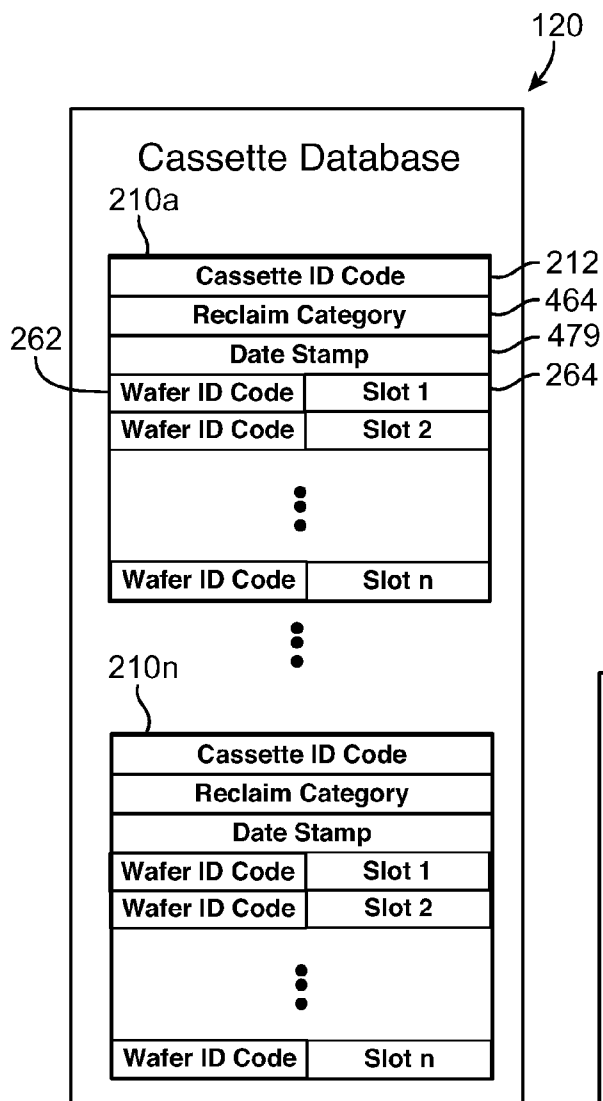 120
Cassette Database
210a
Cassette ID Code 212
Reclaim Category 464
262 Date Stamp 479
Wafer ID Code Slot 1 264
Wafer ID Code Slot 2
Wafer ID Code Slot n
210n
Cassette ID Code
Reclaim Category
Date Stamp
Wafer ID Code Slot 1
Wafer ID Code Slot 2
Wafer ID Code Slot n